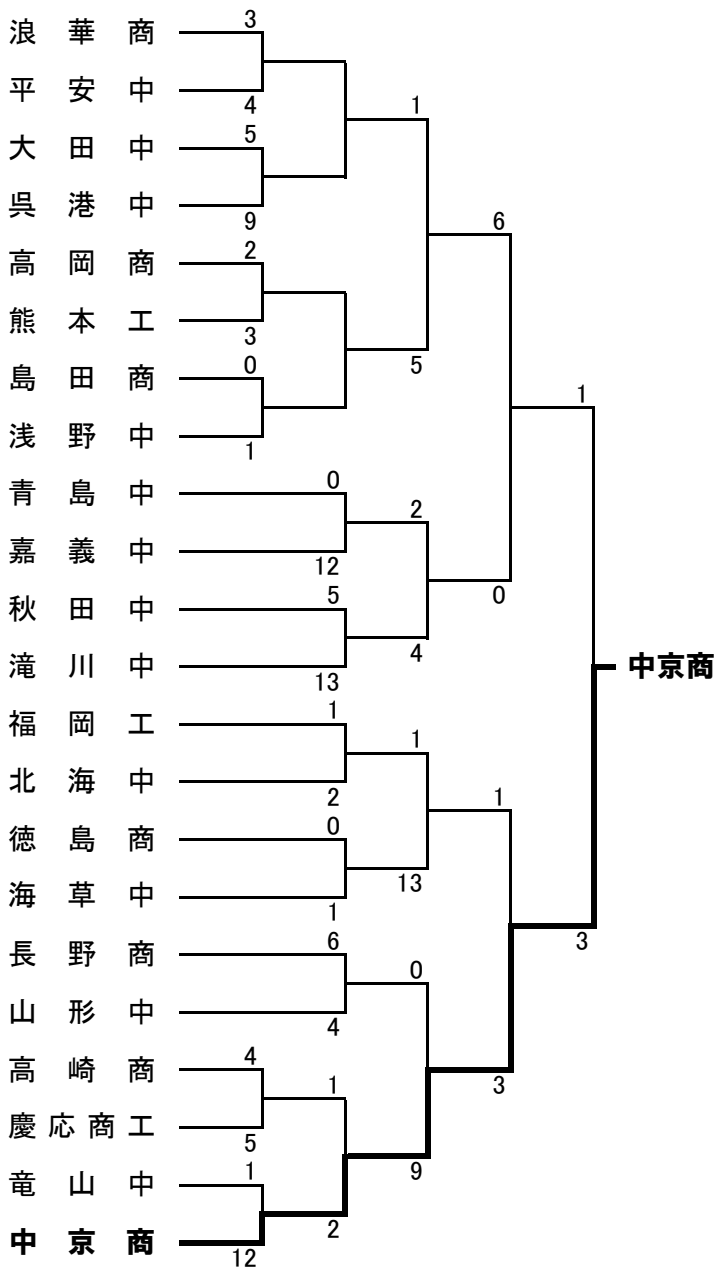 浪華商
平安中
大田中
呉港中
高岡商
熊本工
島田商
浅野中
青島中
嘉義中
秋田中
滝川中
福岡工
北海中
徳島商
海草中
長野商
山形中
高崎商
慶応商工
竜山中
中京商
3
4
5
9
2
3
0
1
0
12
5
13
1
2
0
1
6
4
4
5
1
12
1
2
1
5
2
4
1
13
0
9
6
0
1
3
1
3
中京商